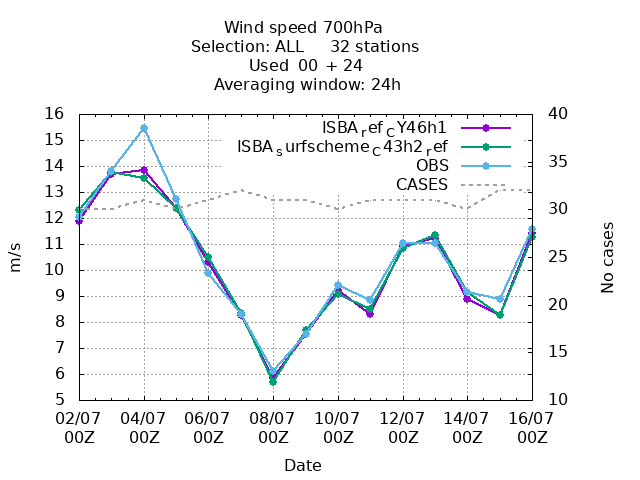 Wind speed 700hPa
Selection: ALL 32 stations
Used 00 + 24
Averaging window: 24h
16 40
ISBA_ref_CY46h1
15
ISBA_surfscheme_C43h2_ref
14 35
OBS
13
CASES
12 30
11
m/s
10 25
No cases
9
8 20
7
6 15
5 10
02/07 04/07 06/07 08/07 10/07 12/07 14/07 16/07
00Z 00Z 00Z 00Z 00Z 00Z 00Z 00Z
Date